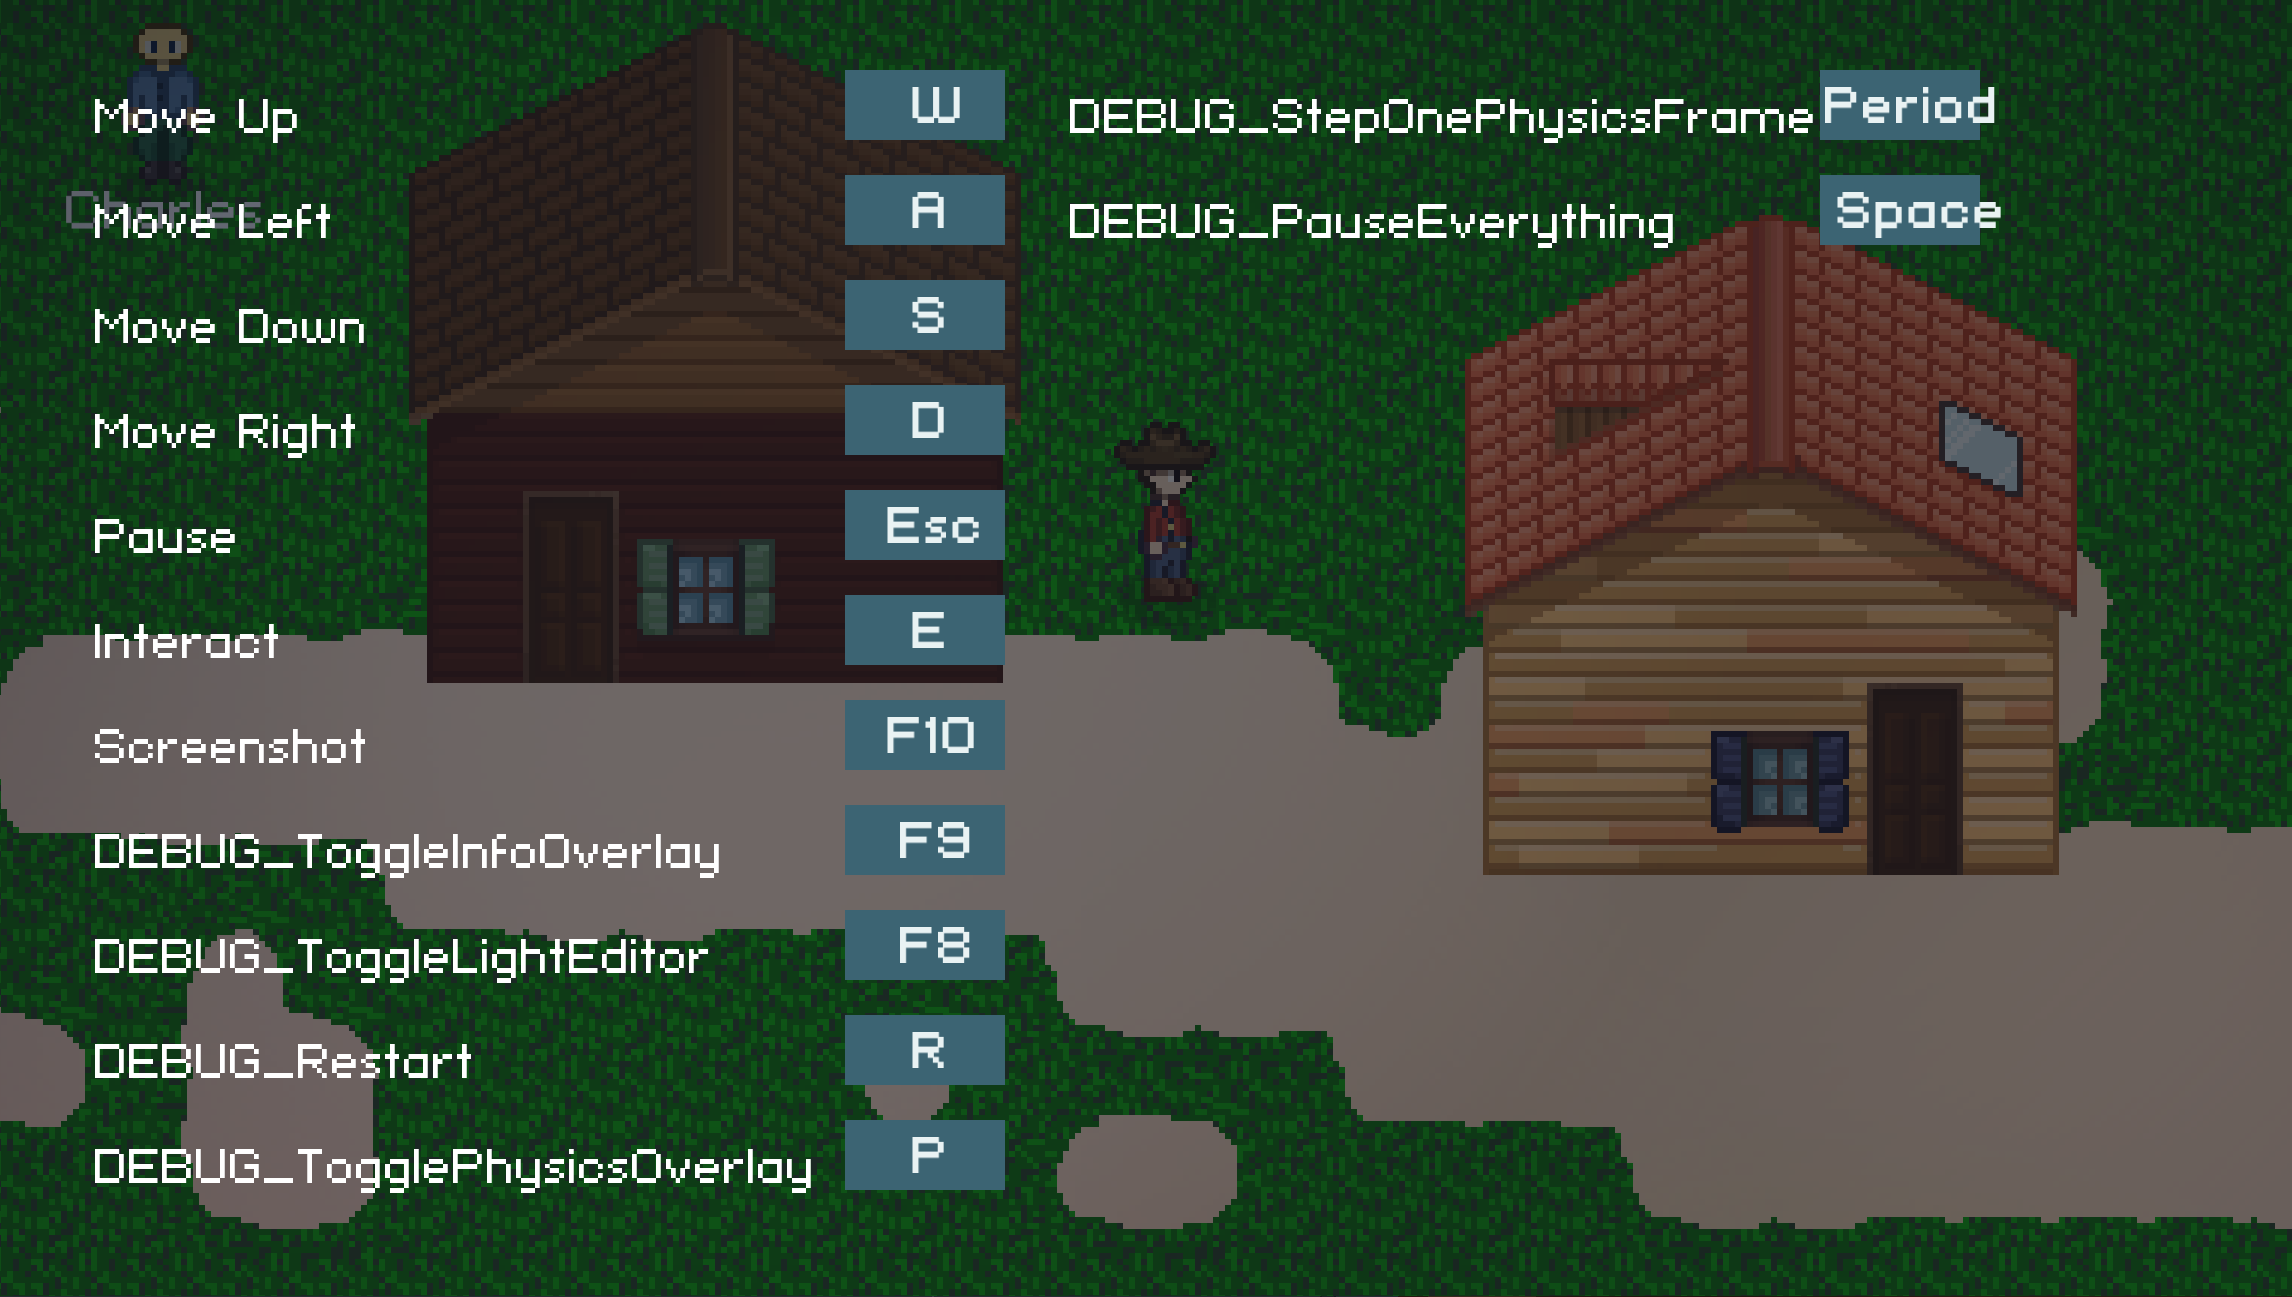 Move Up W
Charles
Move Left A
Move Down S
Move Right D
Pause Esc
Interact E
Screenshot F10
DEBUG_ToggleInfoOverlay F9
DEBUG_ToggleLightEditor F8
DEBUG_Restart R
DEBUG_TogglePhysicsOverlay P
DEBUG_StepOnePhysicsFrame Period
DEBUG_PauseEverything Space